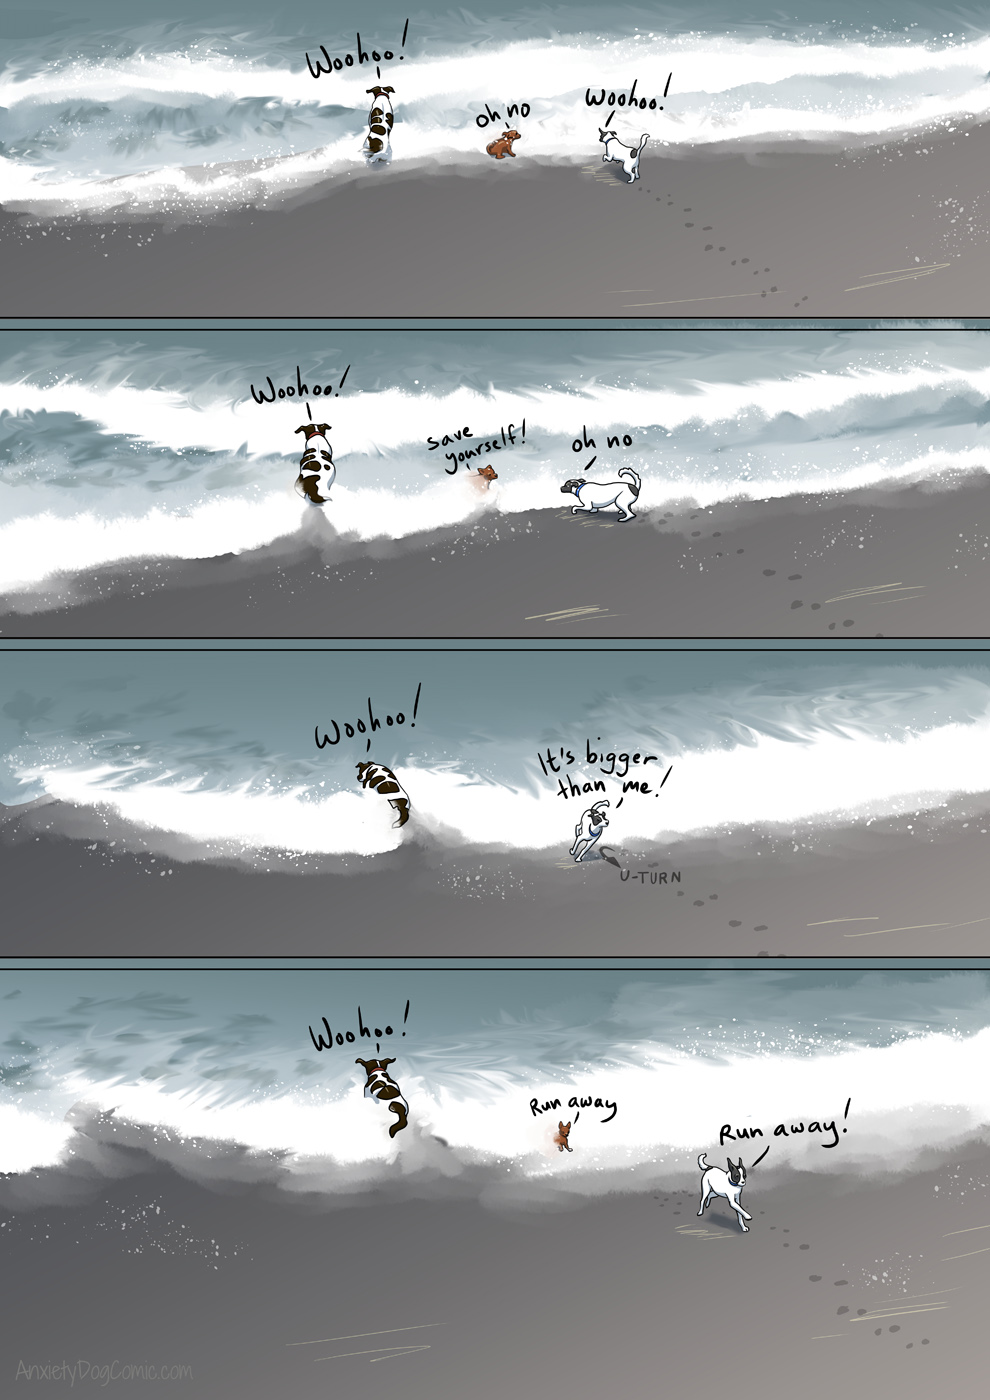 Woohoo!
oh no
Woohoo!
Woohoo!
save
yourself!
oh no
Woohoo!
It's bigger
than me!
U-TURN
Woohoo!
Run away
Run away!
AnxietyDogComic.com